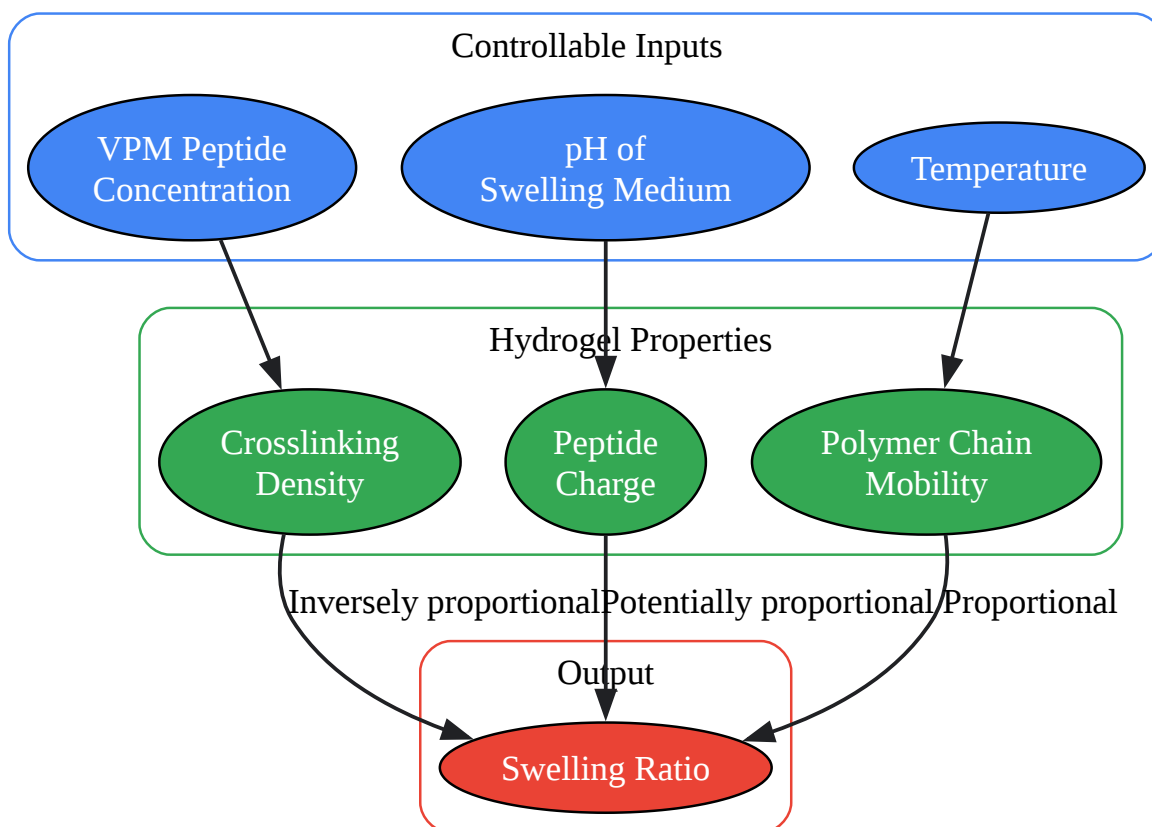 Controllable Inputs
VPM Peptide
Concentration
pH of
Swelling Medium
Temperature
Hydrogel Properties
Crosslinking
Density
Peptide
Charge
Polymer Chain
Mobility
Inversely proportional
Potentially proportional
Proportional
Output
Swelling Ratio